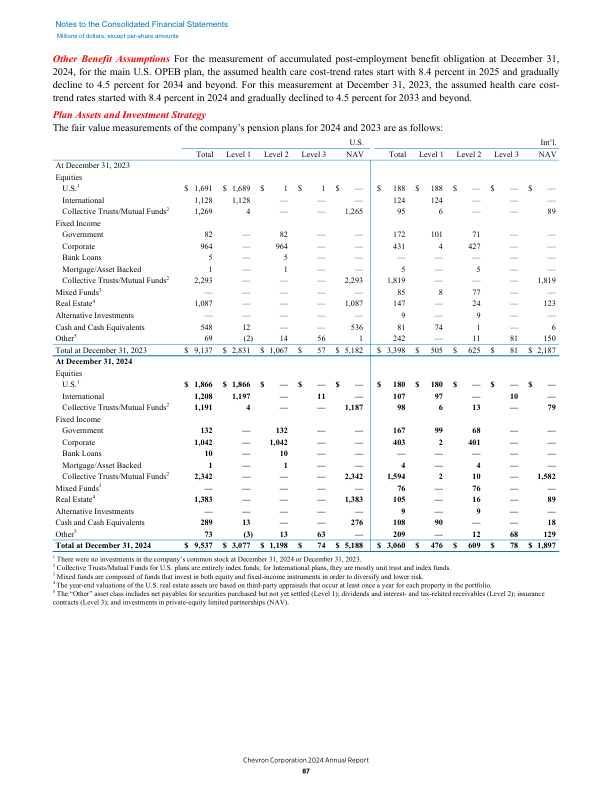 Notes to the Consolidated Financial Statements
Millions of dollars, except per-share amounts
Other Benefit Assumptions For the measurement of accumulated post-employment benefit obligation at December 31,
2024, for the main U.S. OPEB plan, the assumed health care cost-trend rates start with 8.4 percent in 2025 and gradually
decline to 4.5 percent for 2034 and beyond. For this measurement at December 31, 2023, the assumed health care cost-
trend rates started with 8.4 percent in 2024 and gradually declined to 4.5 percent for 2033 and beyond.
Plan Assets and Investment Strategy
The fair value measurements of the company's pension plans for 2024 and 2023 are as follows:
U.S. Int'l.
Total Level 1 Level 2 Level 3 NAV Total Level 1 Level 2 Level 3 NAV
At December 31, 2023
Equities
U.S.1 $ 1,691 $ 1,689 $ 1 $ 1 $ — $ 188 $ 188 $ — $ — $ —
International 1,128 1,128 — — — 124 124 — — —
Collective Trusts/Mutual Funds2 1,269 4 — — 1,265 95 6 — — 89
Fixed Income
Government 82 — 82 — — 172 101 71 — —
Corporate 964 — 964 — — 431 4 427 — —
Bank Loans 5 — 5 — — — — — — —
Mortgage/Asset Backed 1 — 1 — — 5 — 5 — —
Collective Trusts/Mutual Funds2 2,293 — — — 2,293 1,819 — — — 1,819
Mixed Funds3 — — — — — 85 8 77 — —
Real Estate4 1,087 — — — 1,087 147 — 24 — 123
Alternative Investments — — — — — 9 — 9 — —
Cash and Cash Equivalents 548 12 — — 536 81 74 1 — 6
Other5 69 (2) 14 56 1 242 — 11 81 150
Total at December 31, 2023 $ 9,137 $ 2,831 $ 1,067 $ 57 $ 5,182 $ 3,398 $ 505 $ 625 $ 81 $ 2,187
At December 31, 2024
Equities
U.S.1 $ 1,866 $ 1,866 $ — $ — $ — $ 180 $ 180 $ — $ — $ —
International 1,208 1,197 — 11 — 107 97 — 10 —
Collective Trusts/Mutual Funds2 1,191 4 — — 1,187 98 6 13 — 79
Fixed Income
Government 132 — 132 — — 167 99 68 — —
Corporate 1,042 — 1,042 — — 403 2 401 — —
Bank Loans 10 — 10 — — — — — — —
Mortgage/Asset Backed 1 — 1 — — 4 — 4 — —
Collective Trusts/Mutual Funds2 2,342 — — — 2,342 1,594 2 10 — 1,582
Mixed Funds3 — — — — — 76 — 76 — —
Real Estate4 1,383 — — — 1,383 105 — 16 — 89
Alternative Investments — — — — — 9 — 9 — —
Cash and Cash Equivalents 289 13 — — 276 108 90 — — 18
Other5 73 (3) 13 63 — 209 — 12 68 129
Total at December 31, 2024 $ 9,537 $ 3,077 $ 1,198 $ 74 $ 5,188 $ 3,060 $ 476 $ 609 $ 78 $ 1,897
1 There were no investments in the company's common stock at December 31, 2024 or December 31, 2023.
2 Collective Trusts/Mutual Funds for U.S. plans are entirely index funds; for International plans, they are mostly unit trust and index funds.
3 Mixed funds are composed of funds that invest in both equity and fixed-income instruments in order to diversify and lower risk.
4 The year-end valuations of the U.S. real estate assets are based on third-party appraisals that occur at least once a year for each property in the portfolio.
5 The "Other" asset class includes net payables for securities purchased but not yet settled (Level 1); dividends and interest- and tax-related receivables (Level 2); insurance
contracts (Level 3); and investments in private-equity limited partnerships (NAV).
Chevron Corporation 2024 Annual Report
87